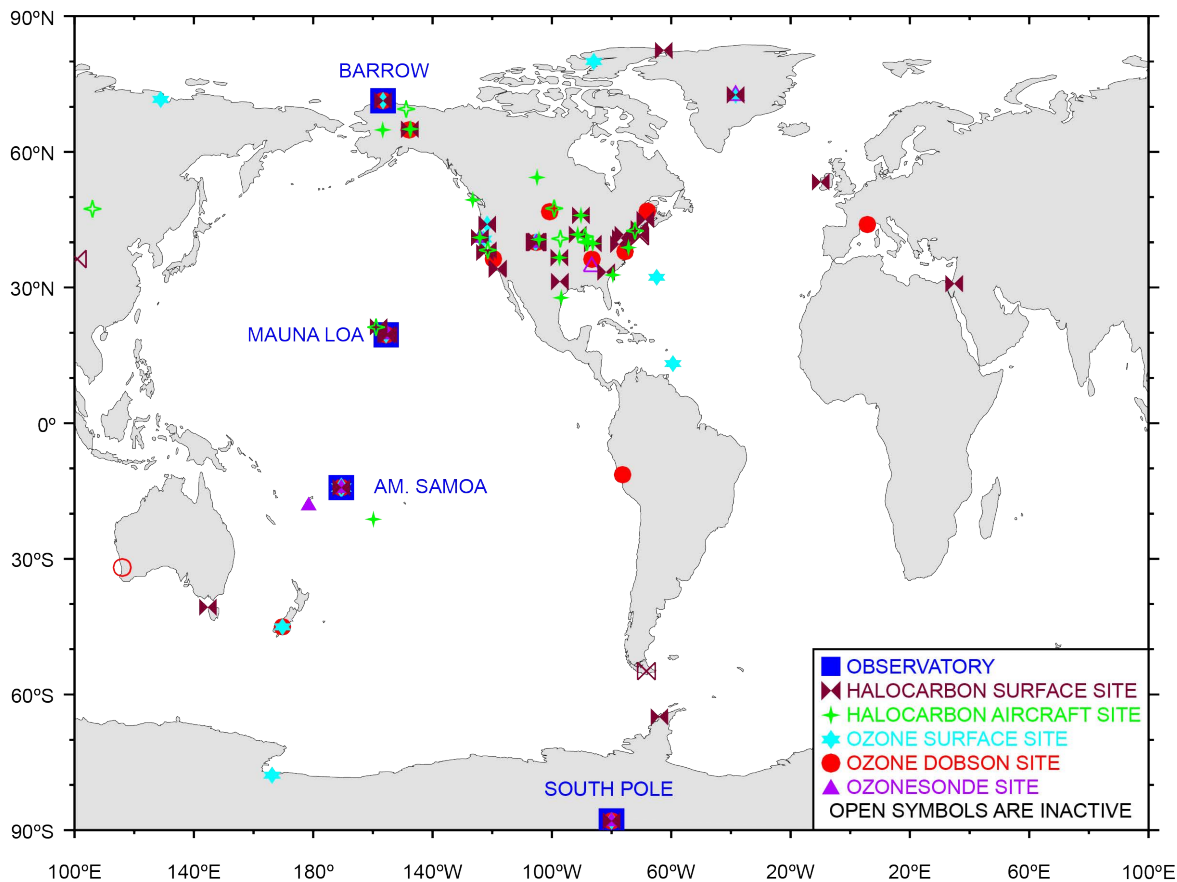 90ºN
60ºN
30ºN
0º
30ºS
60ºS
90ºS
BARROW
MAUNA LOA
AM. SAMOA
SOUTH POLE
OBSERVATORY
HALOCARBON SURFACE SITE
HALOCARBON AIRCRAFT SITE
OZONE SURFACE SITE
OZONE DOBSON SITE
OZONESONDE SITE
OPEN SYMBOLS ARE INACTIVE
100ºE 140ºE 180º 140ºW 100ºW 60ºW 20ºW 20ºE 60ºE 100ºE